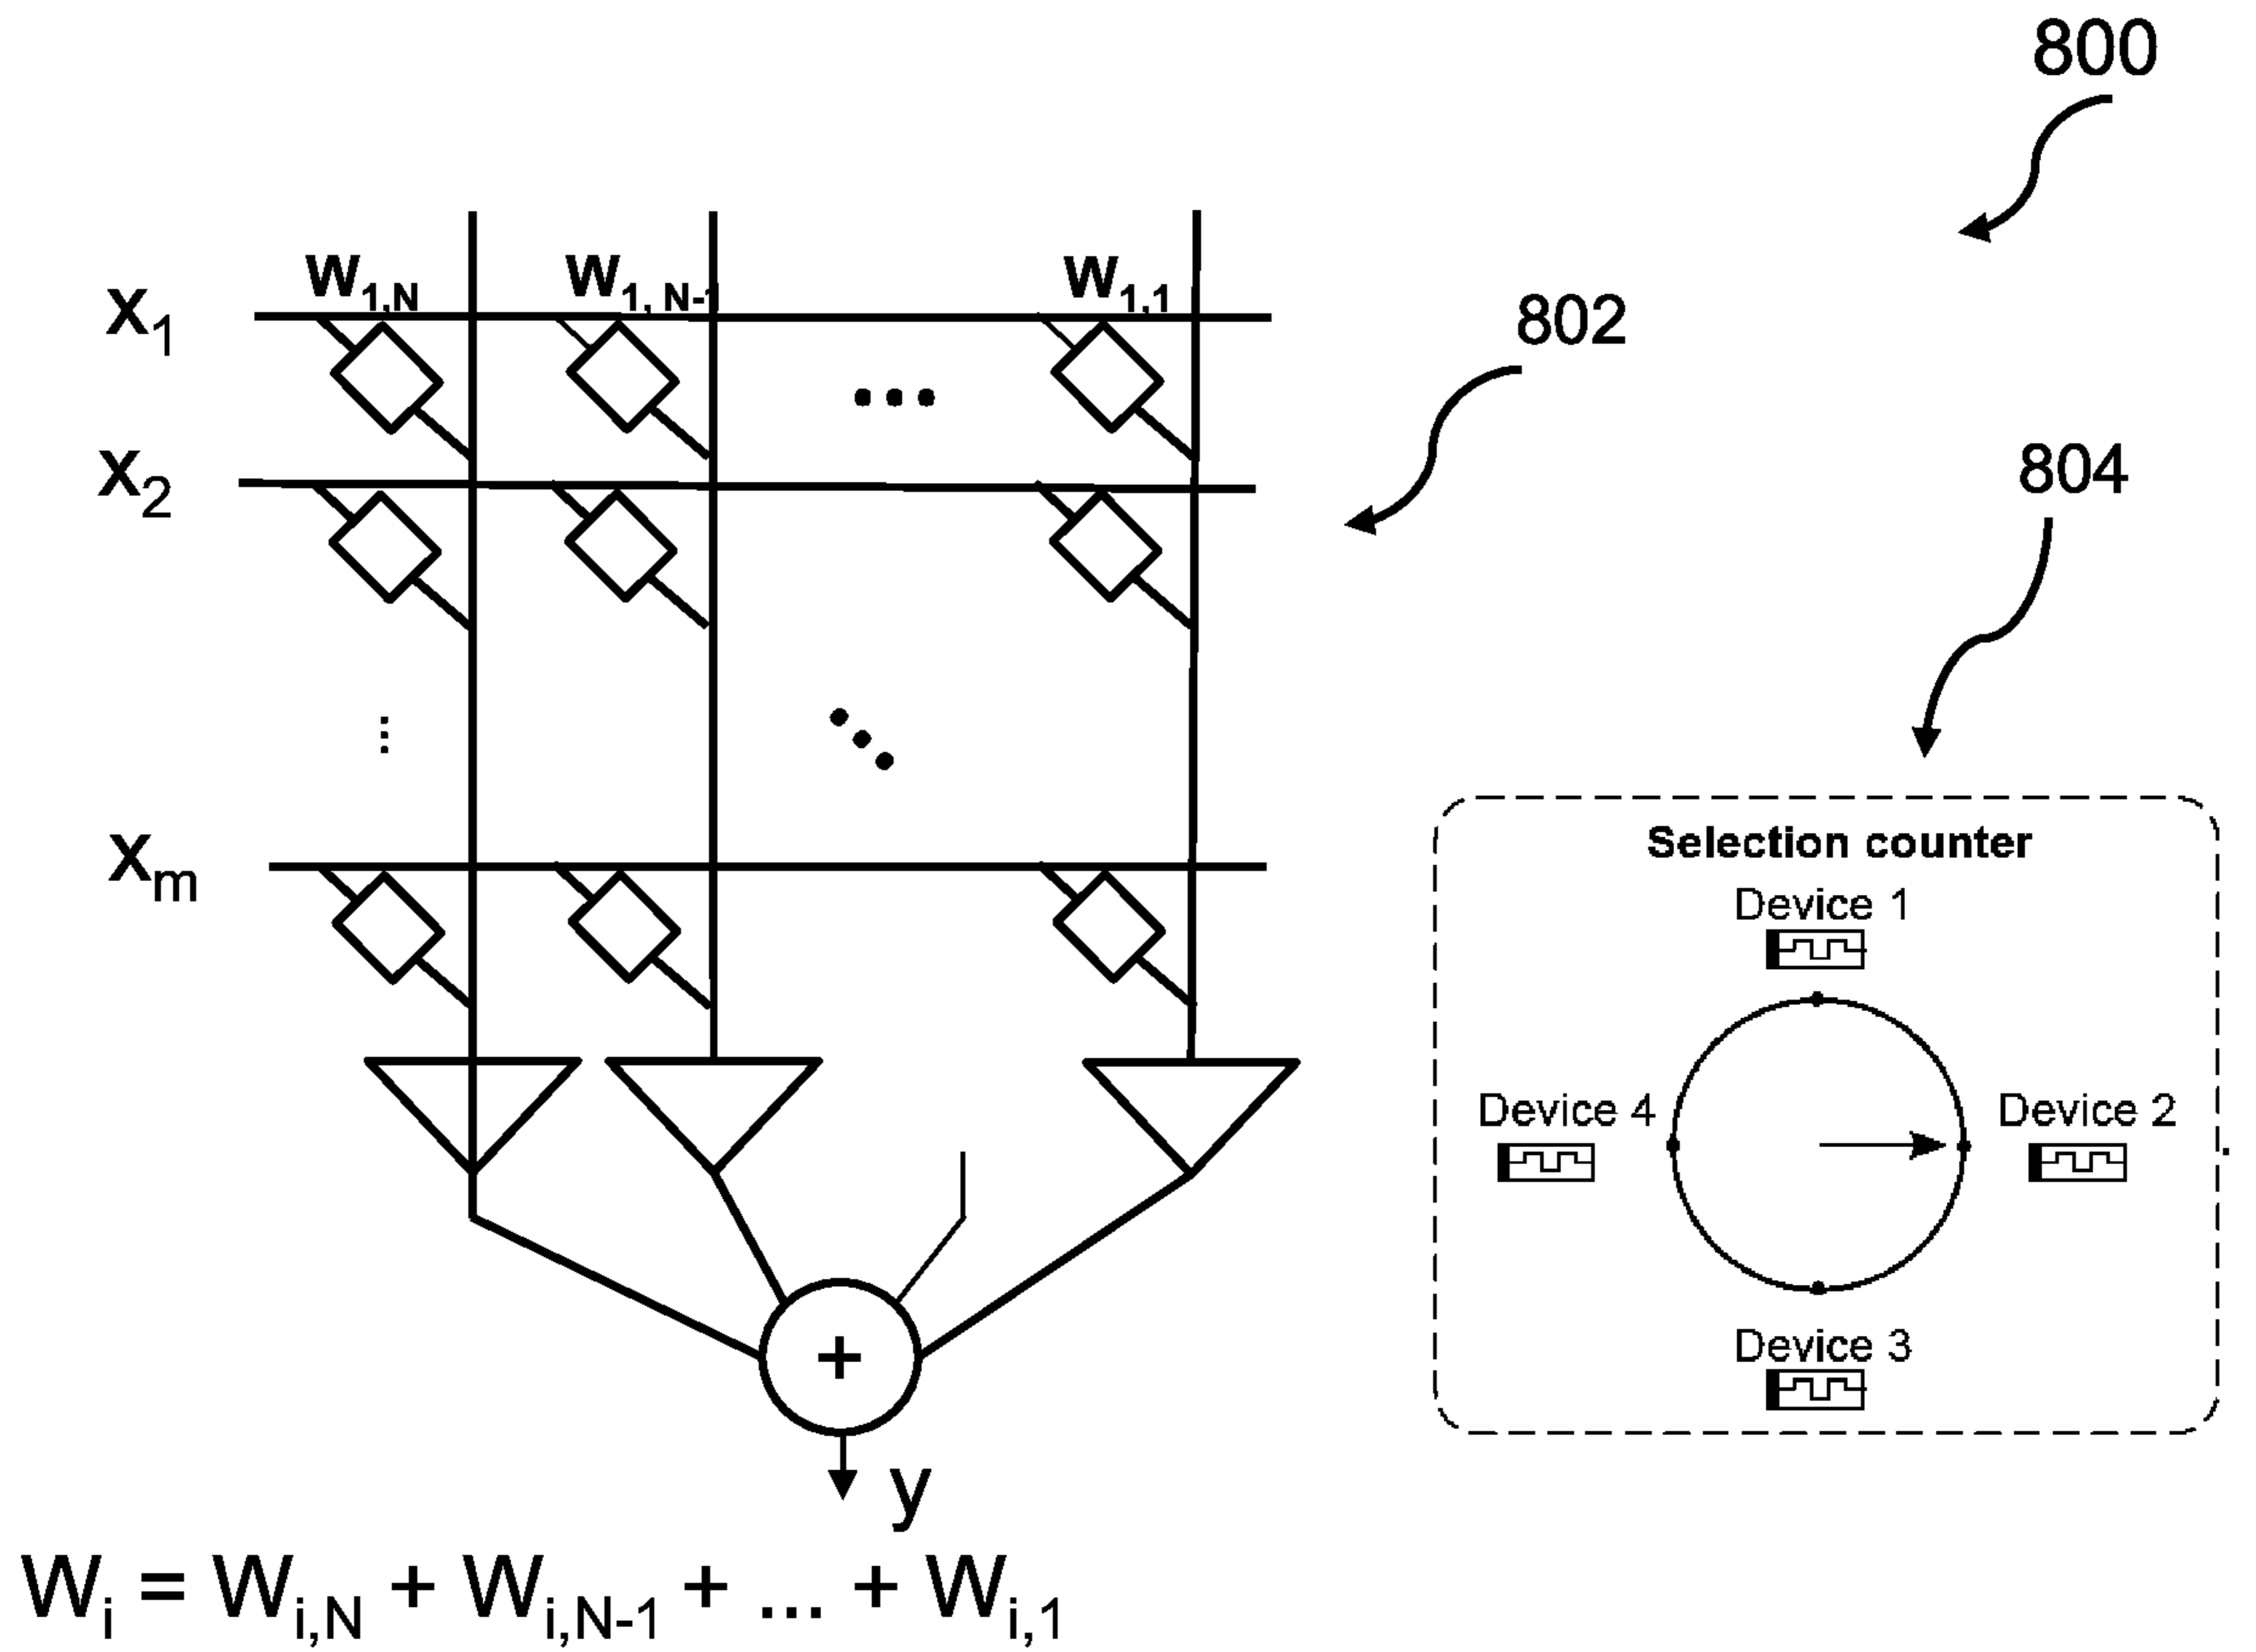 800
W1,N W1, N-1 W1,1
x1
802
x2
804
...
xm
Selection counter
Device 1
Device 4 Device 2
+
Device 3
y
Wi = Wi,N + Wi,N-1 + ... + Wi,1